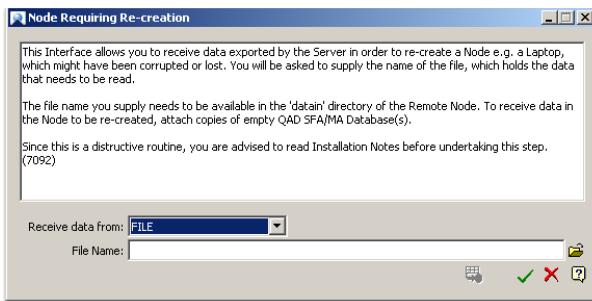 Node Requiring Re-creation
This Interface allows you to receive data exported by the Server in order to re-create a Node e.g. a Laptop,
which might have been corrupted or lost. You will be asked to supply the name of the file, which holds the data
that needs to be read.
The file name you supply needs to be available in the 'datain' directory of the Remote Node. To receive data in
the Node to be re-created, attach copies of empty QAD SFA/MA Database(s).
Since this is a distructive routine, you are advised to read Installation Notes before undertaking this step.
(7092)
Receive data from: FILE
File Name: